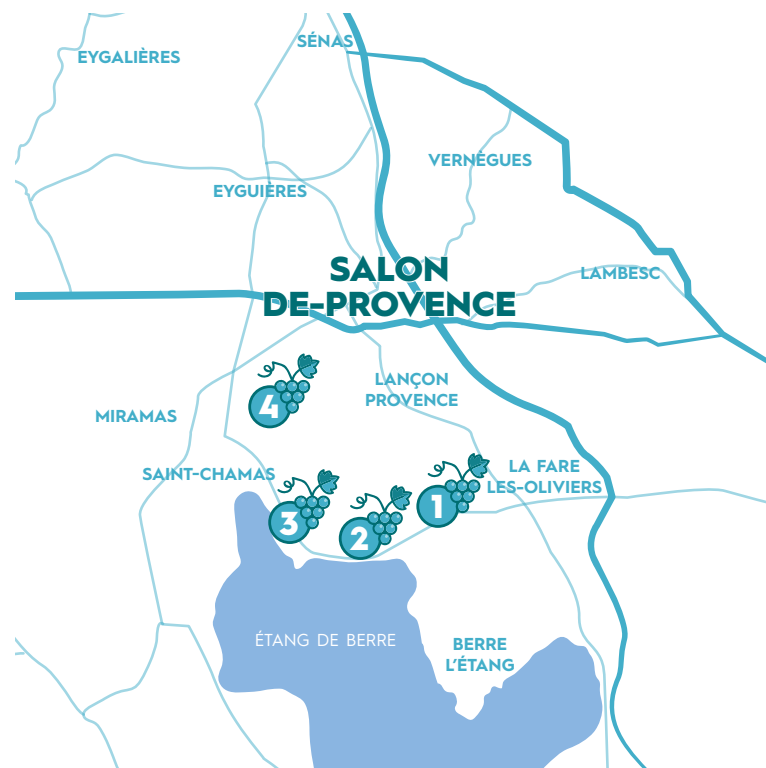 SÉNAS
EYGALIÈRES
VERNÈGUES
EYGUIÈRES
SALON
DE-PROVENCE
LAMBESC
4
LANÇON
PROVENCE
MIRAMAS
SAINT-CHAMAS
LA FARE
LES-OLIVIERS
1
3
2
ÉTANG DE BERRE
BERRE
L'ÉTANG